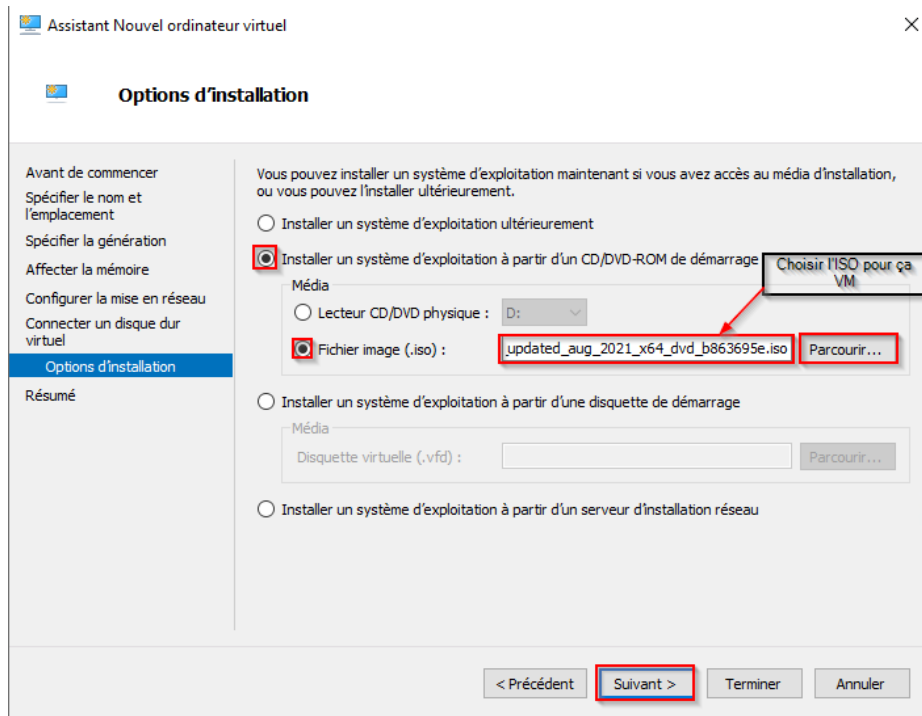 Assistant Nouvel ordinateur virtuel
Options d'installation
Avant de commencer
Spécifier le nom et
l'emplacement
Spécifier la génération
Affecter la mémoire
Configurer la mise en réseau
Connecter un disque dur
virtuel
Options d'installation
Résumé
Vous pouvez installer un système d'exploitation maintenant si vous avez accès au média d'installation,
ou vous pouvez l'installer ultérieurement.
Installer un système d'exploitation ultérieurement
Installer un système d'exploitation à partir d'un CD/DVD-ROM de démarrage
Choisir l'ISO pour ça
VM
Média
Lecteur CD/DVD physique : D:
Fichier image (.iso) : _updated_aug_2021_x64_dvd_b863695e.iso Parcourir...
Installer un système d'exploitation à partir d'une disquette de démarrage
Média
Disquette virtuelle (.vfd) : Parcourir...
Installer un système d'exploitation à partir d'un serveur d'installation réseau
< Précédent Suivant > Terminer Annuler